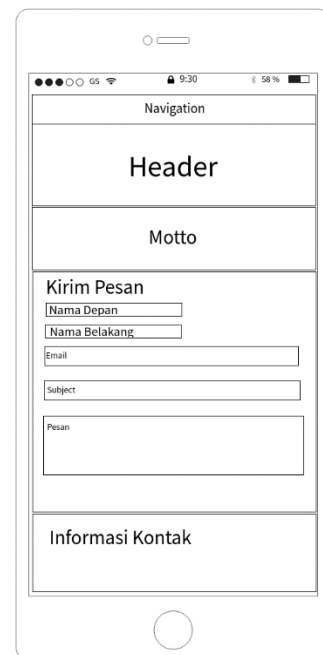 GS 9:30 58 %
Navigation
Header
Motto
Kirim Pesan
Nama Depan
Nama Belakang
Email
Subject
Pesan
Informasi Kontak